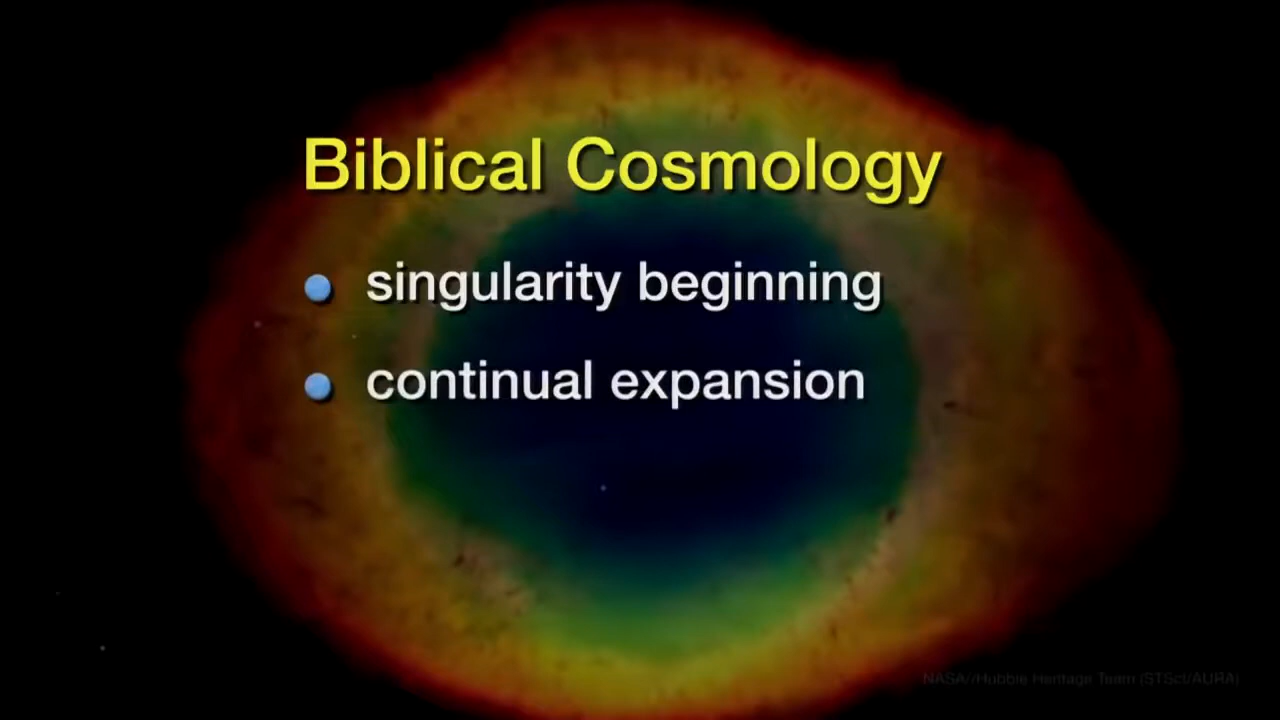 Biblical Cosmology
singularity beginning
continual expansion
NASA//Hubble Heritage Team (STScI/AURA)